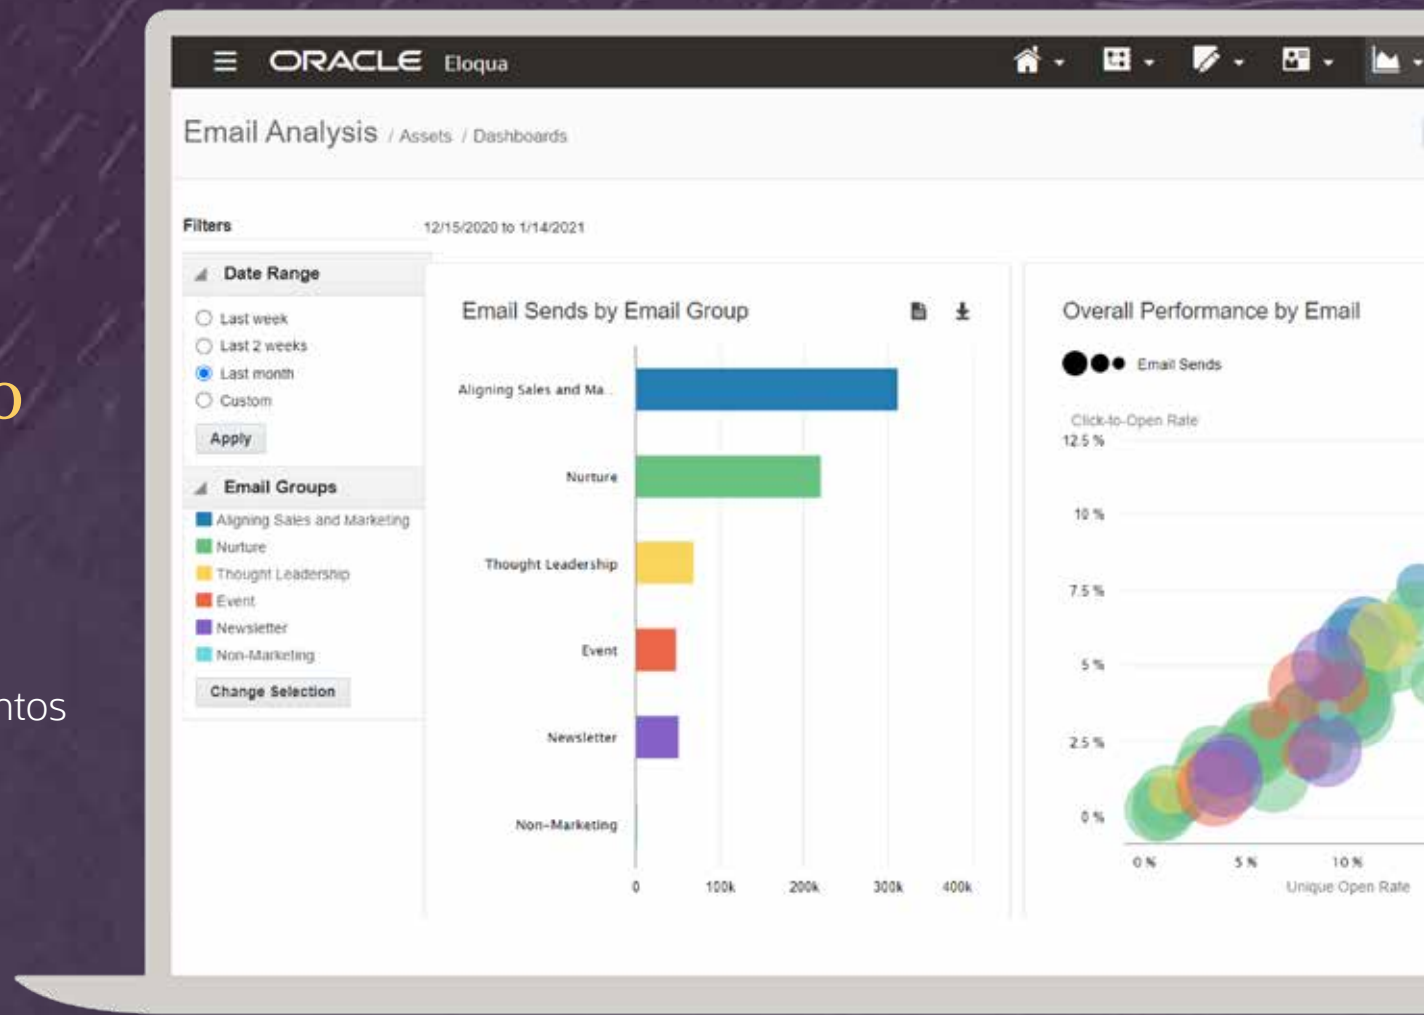 ORACLE Eloqua
Email Analysis / Assets / Dashboards
Filters
12/15/2020 to 1/14/2021
Date Range
Last week
Last 2 weeks
Last month
Custom
Apply
Email Groups
Aligning Sales and Marketing
Nurture
Thought Leadership
Event
Newsletter
Non-Marketing
Change Selection
Email Sends by Email Group
Aligning Sales and Ma...
Nurture
Thought Leadership
Event
Newsletter
Non-Marketing
0 100k 200k 300k 400k
Overall Performance by Email
Email Sends
Click-to-Open Rate
12.5 %
10 %
7.5 %
5 %
2.5 %
0 %
0 % 5 % 10 %
Unique Open Rate
ntos